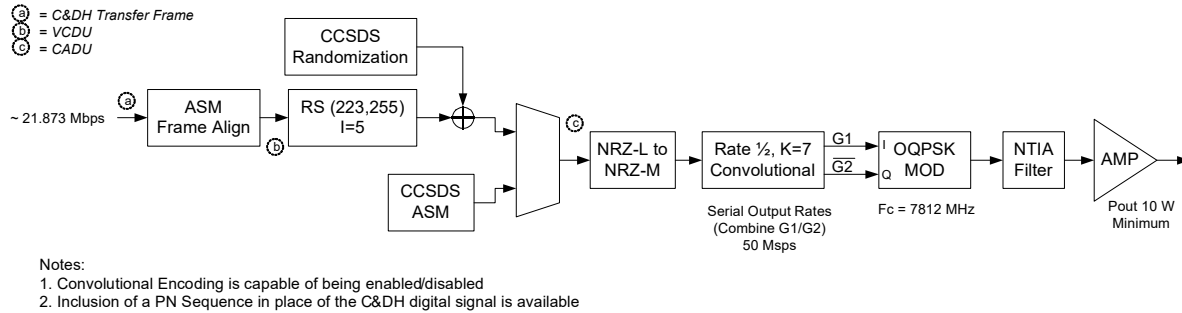 a = C&DH Transfer Frame
b = VCDU
c = CADU
CCSDS
Randomization
~ 21.873 Mbps
a
ASM
Frame Align
b
RS (223,255)
I=5
c
CCSDS
ASM
NRZ-L to
NRZ-M
Rate ½, K=7
Convolutional
G1
G2
Serial Output Rates
(Combine G1/G2)
50 Msps
I
Q
OQPSK
MOD
Fc = 7812 MHz
NTIA
Filter
AMP
Pout 10 W
Minimum
Notes:
1. Convolutional Encoding is capable of being enabled/disabled
2. Inclusion of a PN Sequence in place of the C&DH digital signal is available